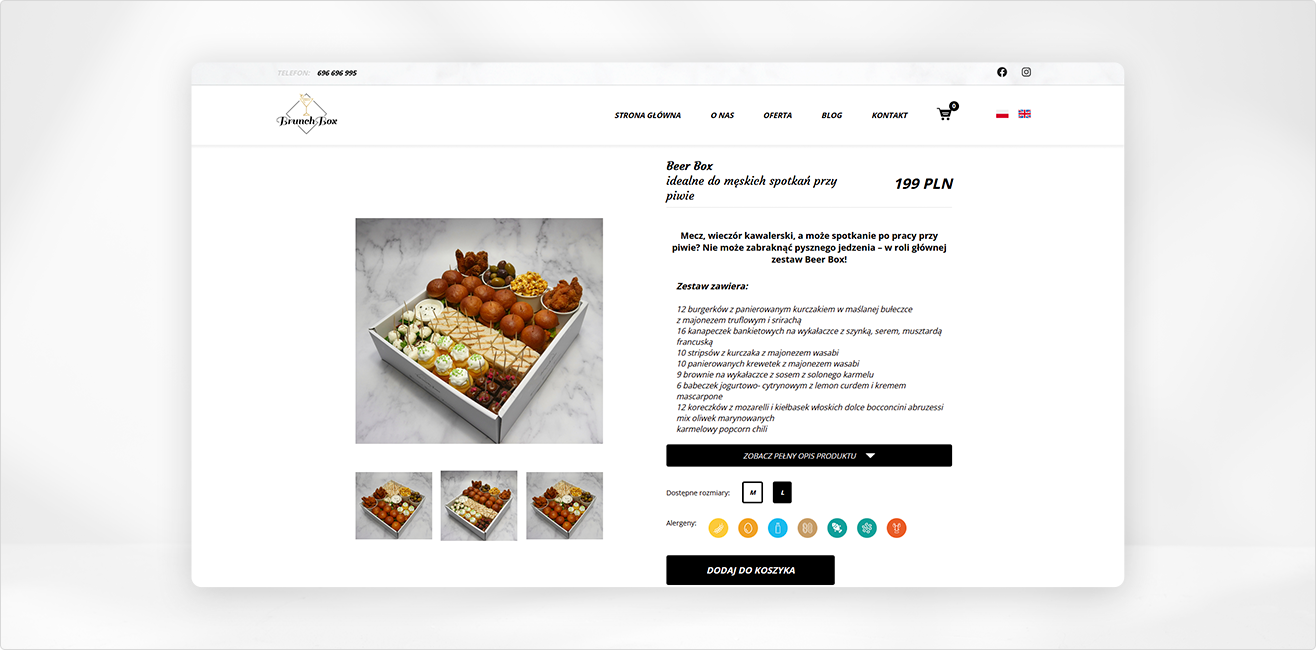 TELEFON: 696 696 995
Brunch Box
STRONA GŁÓWNA
O NAS
OFERTA
BLOG
KONTAKT
0
Beer Box
idealne do męskich spotkań przy
piwie
199 PLN
Mecz, wieczór kawalerski, a może spotkanie po pracy przy
piwie? Nie może zabraknąć pysznego jedzenia – w roli głównej
zestaw Beer Box!
Zestaw zawiera:
12 burgerków z panierowanym kurczakiem w maślanej bułeczce
z majonezem truflowym i srirachą
16 kanapeczek bankietowych na wykałaczce z szynką, serem, musztardą
francuską
10 stripsów z kurczaka z majonezem wasabi
10 panierowanych krewetek z majonezem wasabi
9 brownie na wykałaczce z sosem z solonego karmelu
6 babeczek jogurtowo- cytrynowym z lemon curdem i kremem
mascarpone
12 koreczków z mozarelli i kiełbasek włoskich dolce bocconcini abruzessi
mix oliwek marynowanych
karmelowy popcorn chili
ZOBACZ PEŁNY OPIS PRODUKTU
Dostępne rozmiary: M L
Alergeny:
DODAJ DO KOSZYKA